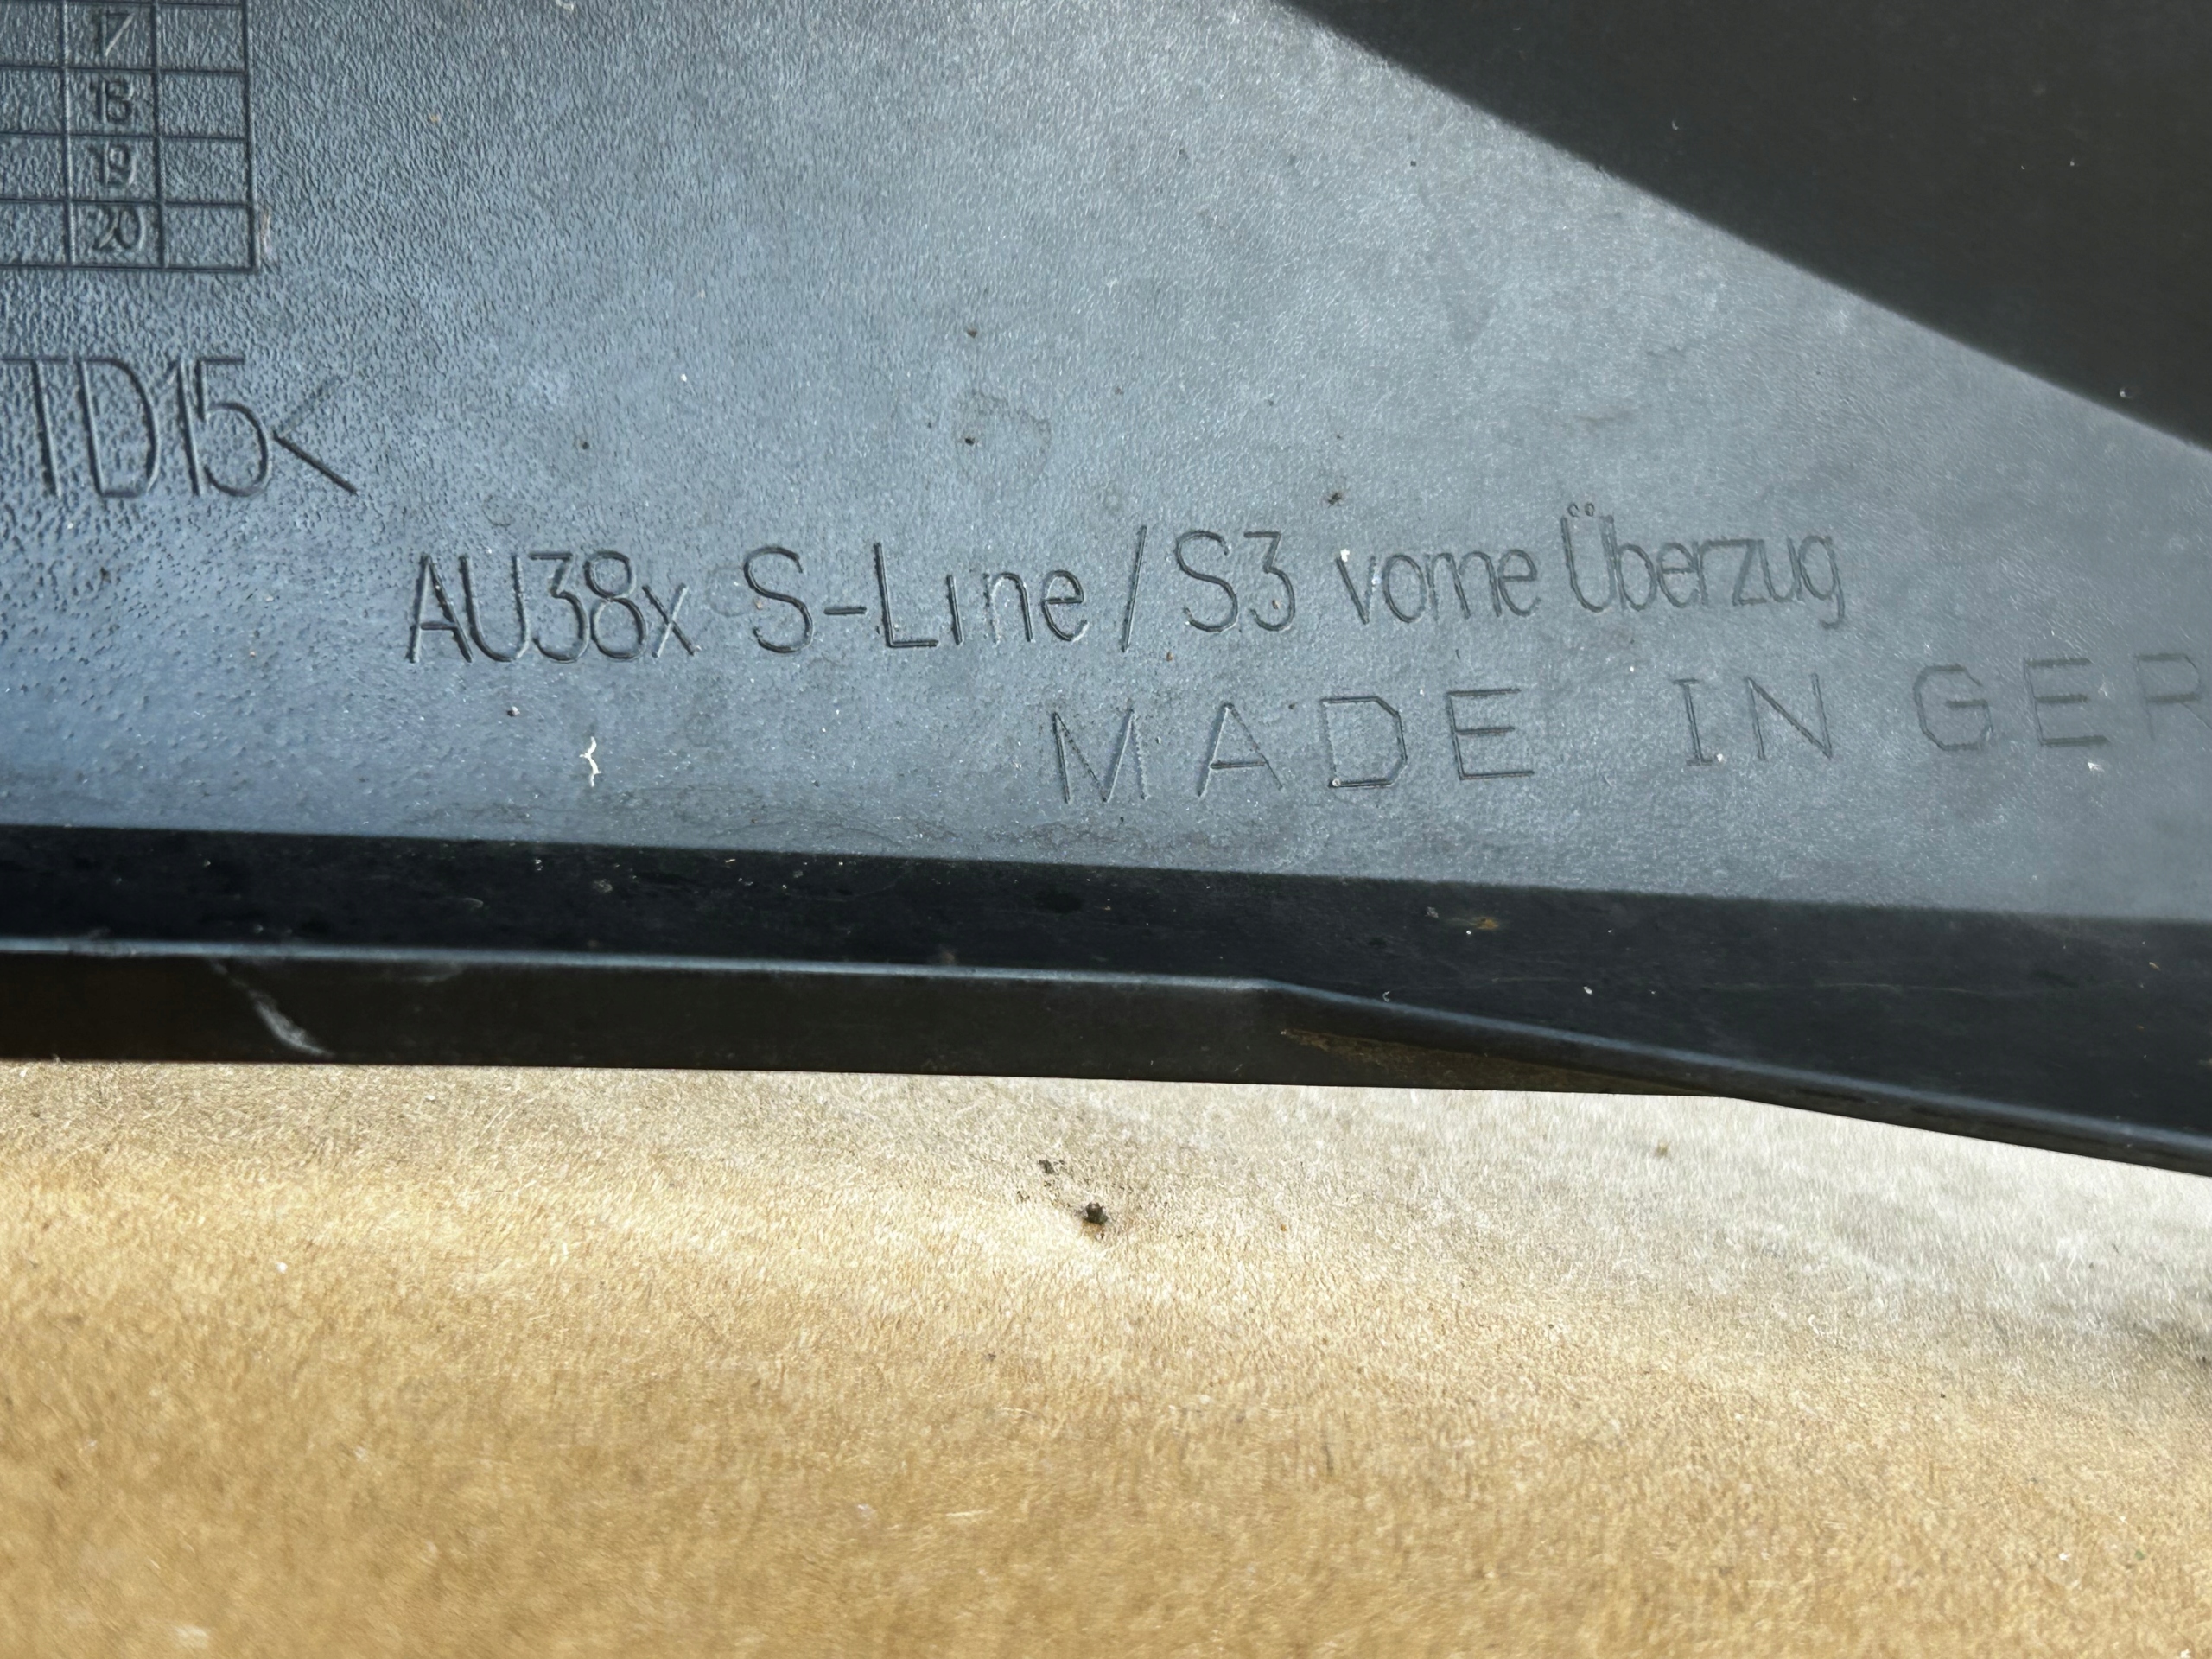 17
18
19
20
TD15<
AU38x S-Line / S3 vorne Überzug
MADE IN GER